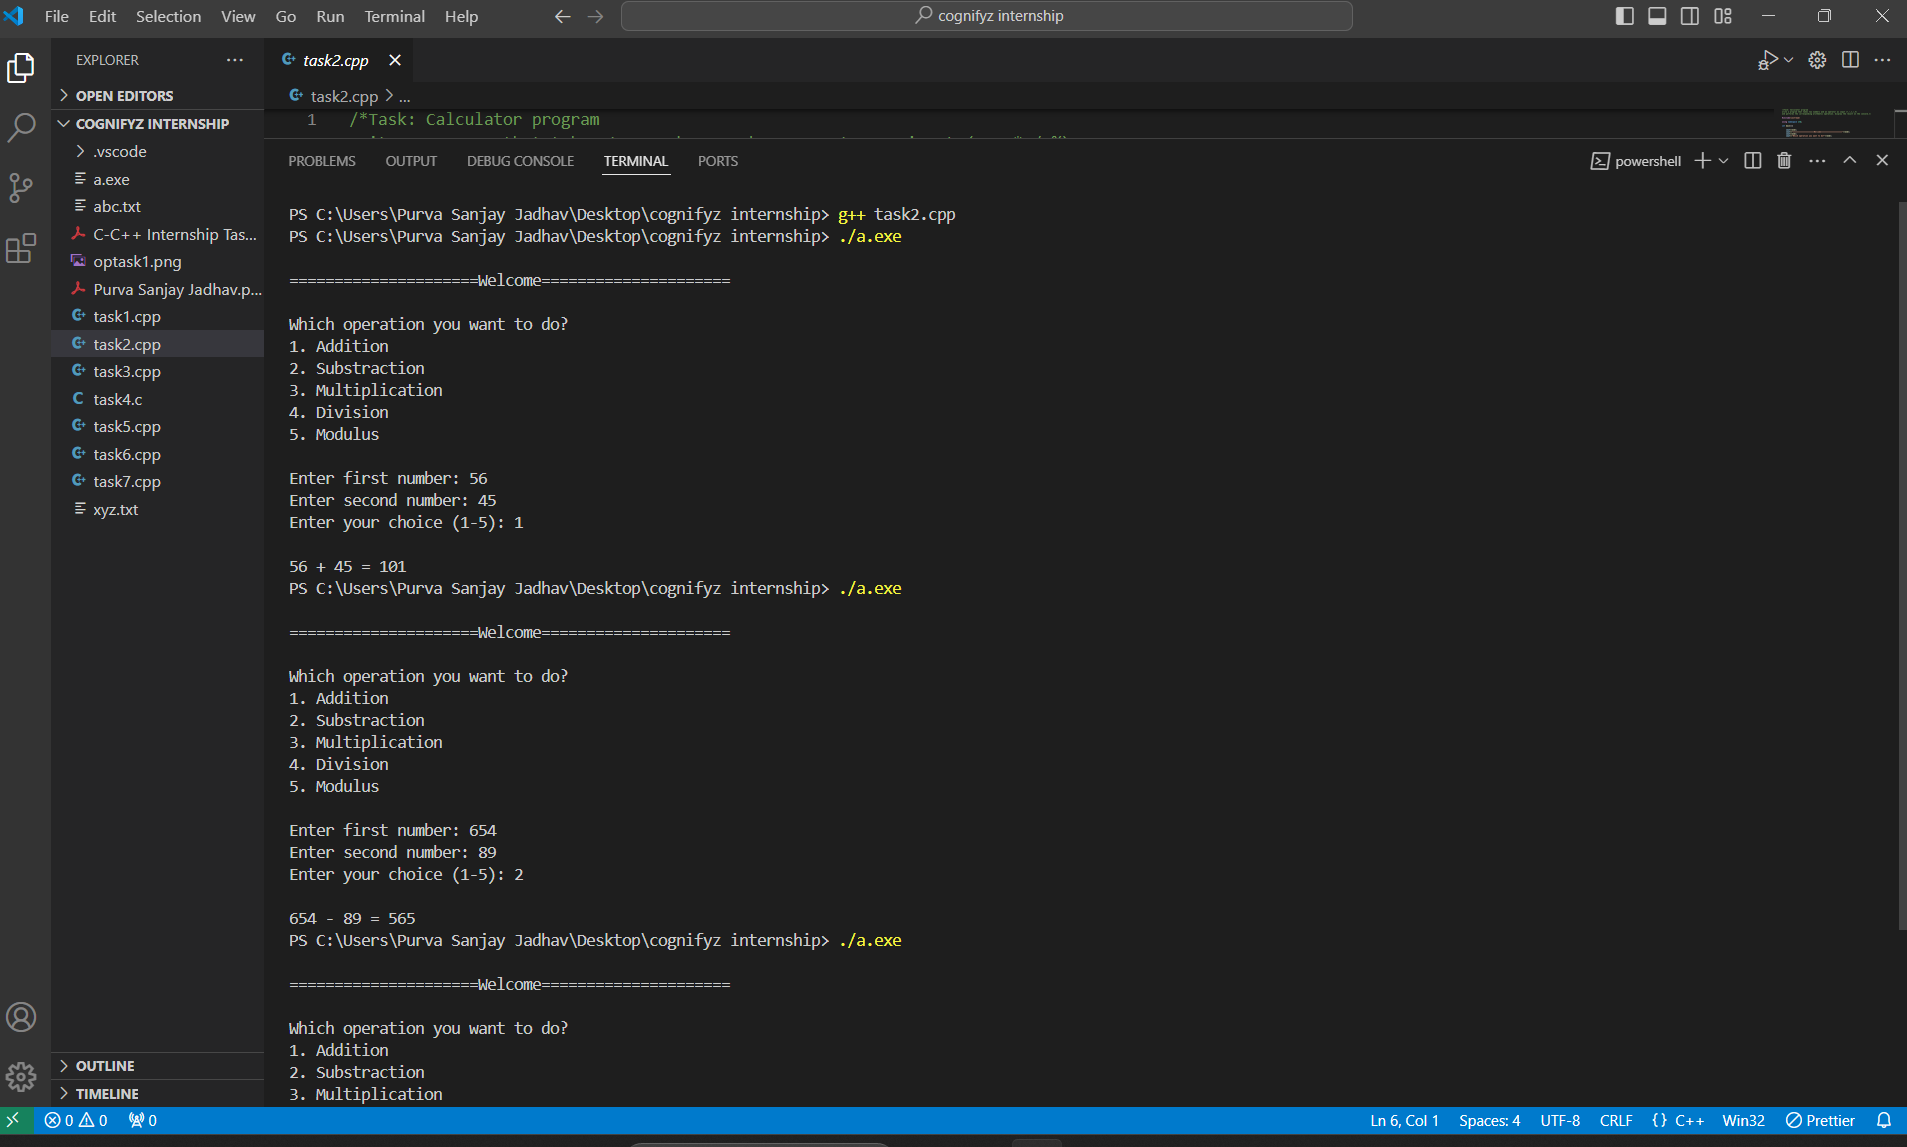 File Edit Selection View Go Run Terminal Help
cognifyz internship
EXPLORER
OPEN EDITORS
COGNIFYZ INTERNSHIP
.vscode
a.exe
abc.txt
C-C++ Internship Tas...
optask1.png
Purva Sanjay Jadhav.p...
task1.cpp
task2.cpp
task3.cpp
task4.c
task5.cpp
task6.cpp
task7.cpp
xyz.txt
OUTLINE
TIMELINE
task2.cpp
task2.cpp > ...
1 /*Task: Calculator program
PROBLEMS OUTPUT DEBUG CONSOLE TERMINAL PORTS
powershell
PS C:\Users\Purva Sanjay Jadhav\Desktop\cognifyz internship> g++ task2.cpp
PS C:\Users\Purva Sanjay Jadhav\Desktop\cognifyz internship> ./a.exe
=====================Welcome=====================
Which operation you want to do?
1. Addition
2. Substraction
3. Multiplication
4. Division
5. Modulus
Enter first number: 56
Enter second number: 45
Enter your choice (1-5): 1
56 + 45 = 101
PS C:\Users\Purva Sanjay Jadhav\Desktop\cognifyz internship> ./a.exe
=====================Welcome=====================
Which operation you want to do?
1. Addition
2. Substraction
3. Multiplication
4. Division
5. Modulus
Enter first number: 654
Enter second number: 89
Enter your choice (1-5): 2
654 - 89 = 565
PS C:\Users\Purva Sanjay Jadhav\Desktop\cognifyz internship> ./a.exe
=====================Welcome=====================
Which operation you want to do?
1. Addition
2. Substraction
3. Multiplication
0 0 0
Ln 6, Col 1 Spaces: 4 UTF-8 CRLF {} C++ Win32 Prettier